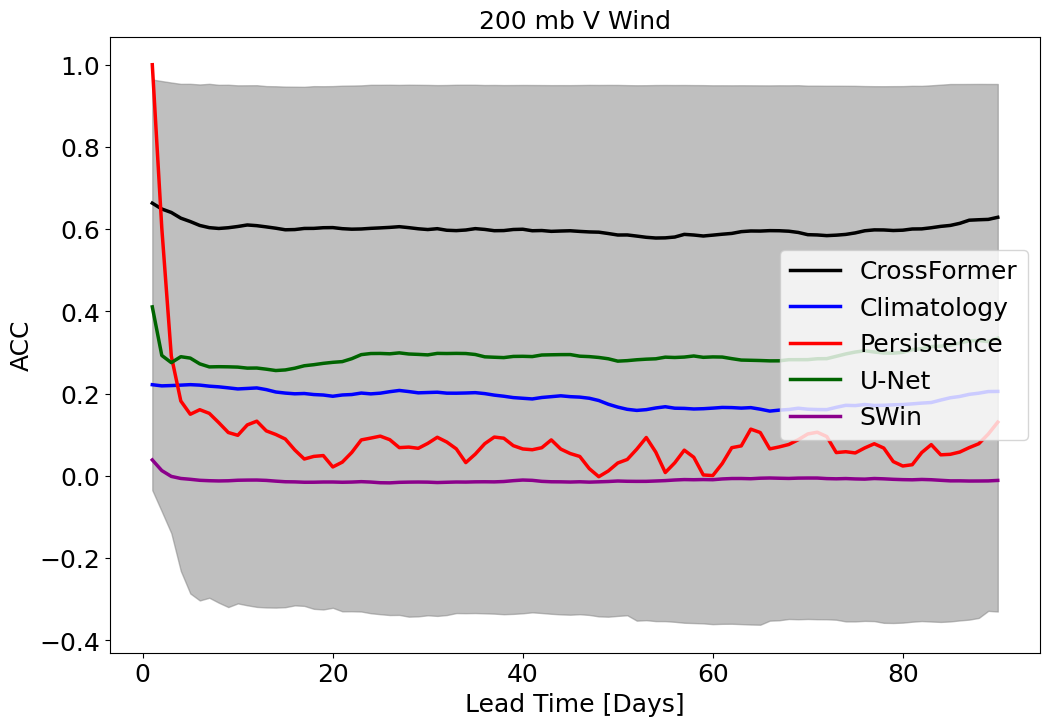 200 mb V Wind
ACC
1.0
0.8
0.6
0.4
0.2
0.0
−0.2
−0.4
CrossFormer
Climatology
Persistence
U-Net
SWin
0
20
40
60
80
Lead Time [Days]